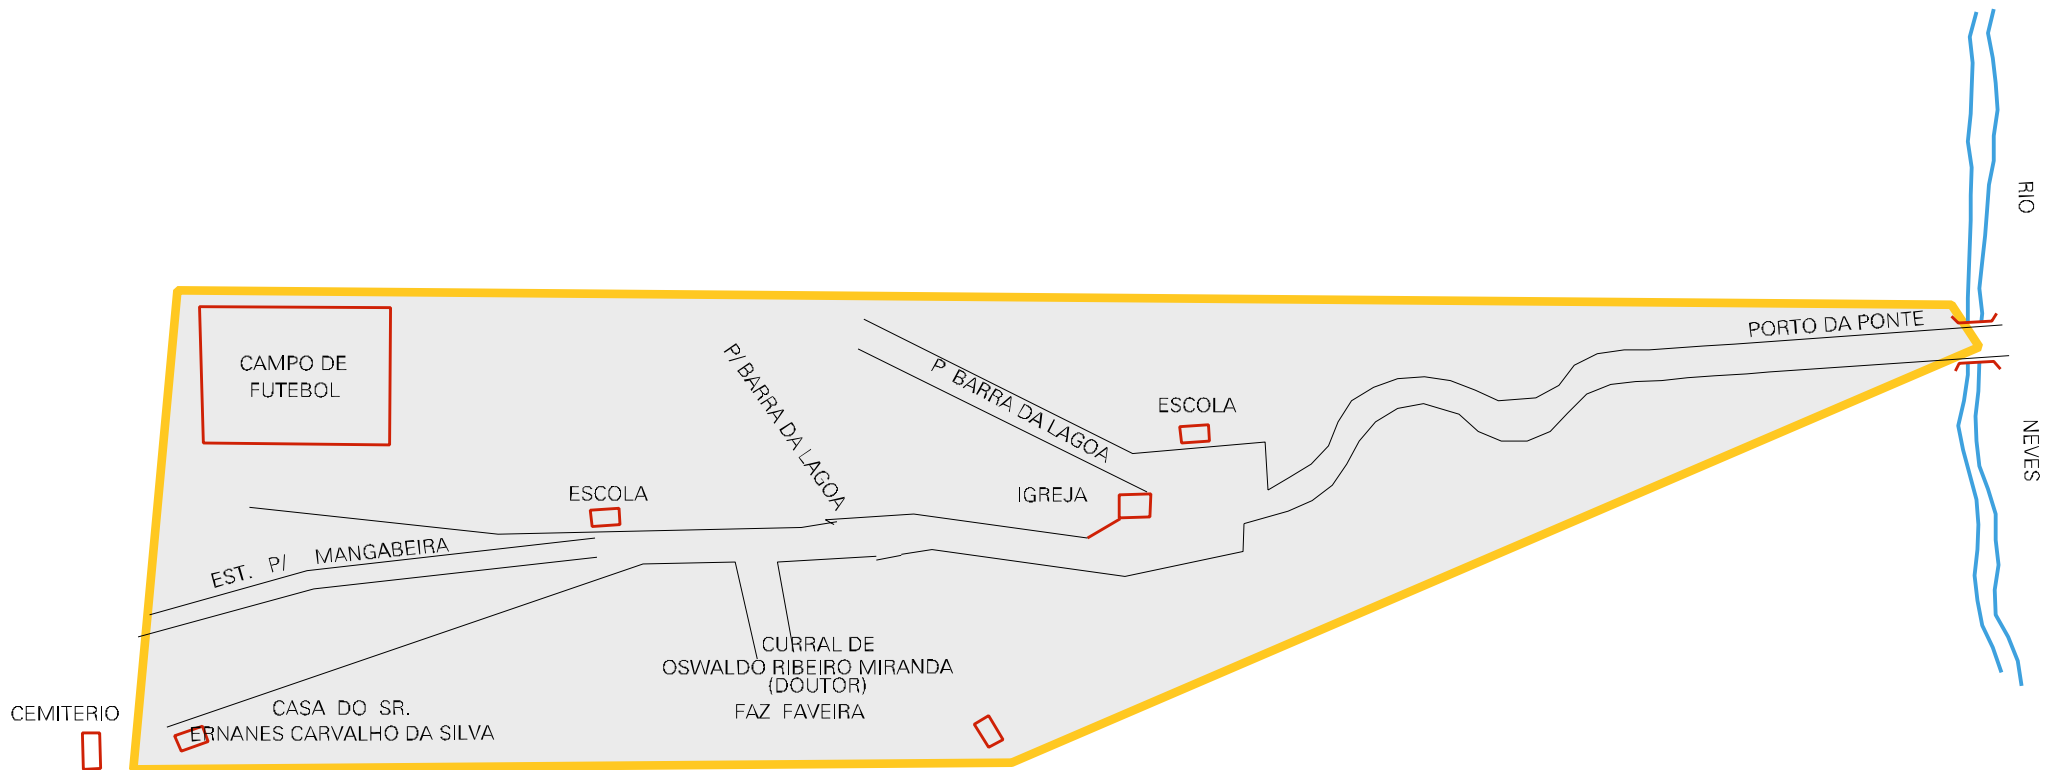 RIO
PORTO DA PONTE
CAMPO DE
FUTEBOL
P/ BARRA DA LAGOA
P BARRA DA LAGOA
ESCOLA
NEVES
ESCOLA
IGREJA
EST. P/ MANGABEIRA
CURRAL DE
OSWALDO RIBEIRO MIRANDA
(DOUTOR)
FAZ FAVEIRA
CEMITERIO
CASA DO SR.
ERNANES CARVALHO DA SILVA